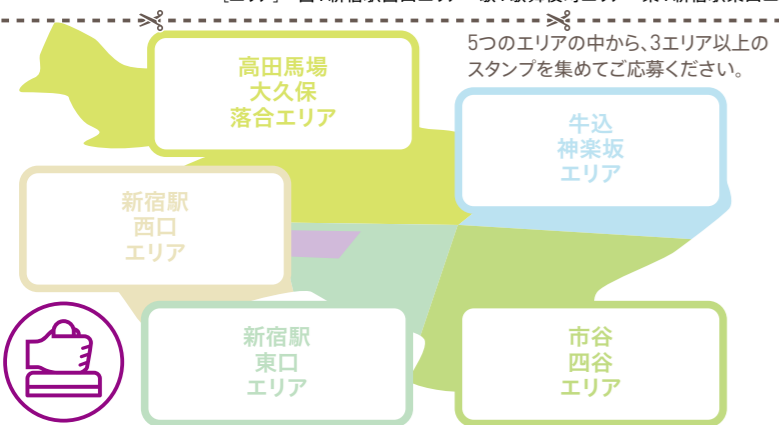 5つのエリアの中から、3エリア以上の
スタンプを集めてご応募ください。
高田馬場
大久保
落合エリア
牛込
神楽坂
エリア
新宿駅
西口
エリア
新宿駅
東口
エリア
市谷
四谷
エリア